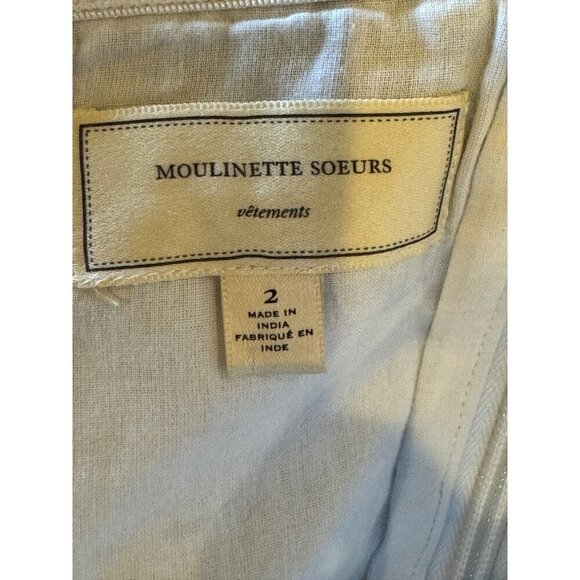 MOULINETTE SOEURS
vêtements
2
MADE IN
INDIA
FABRIQUÉ EN
INDE